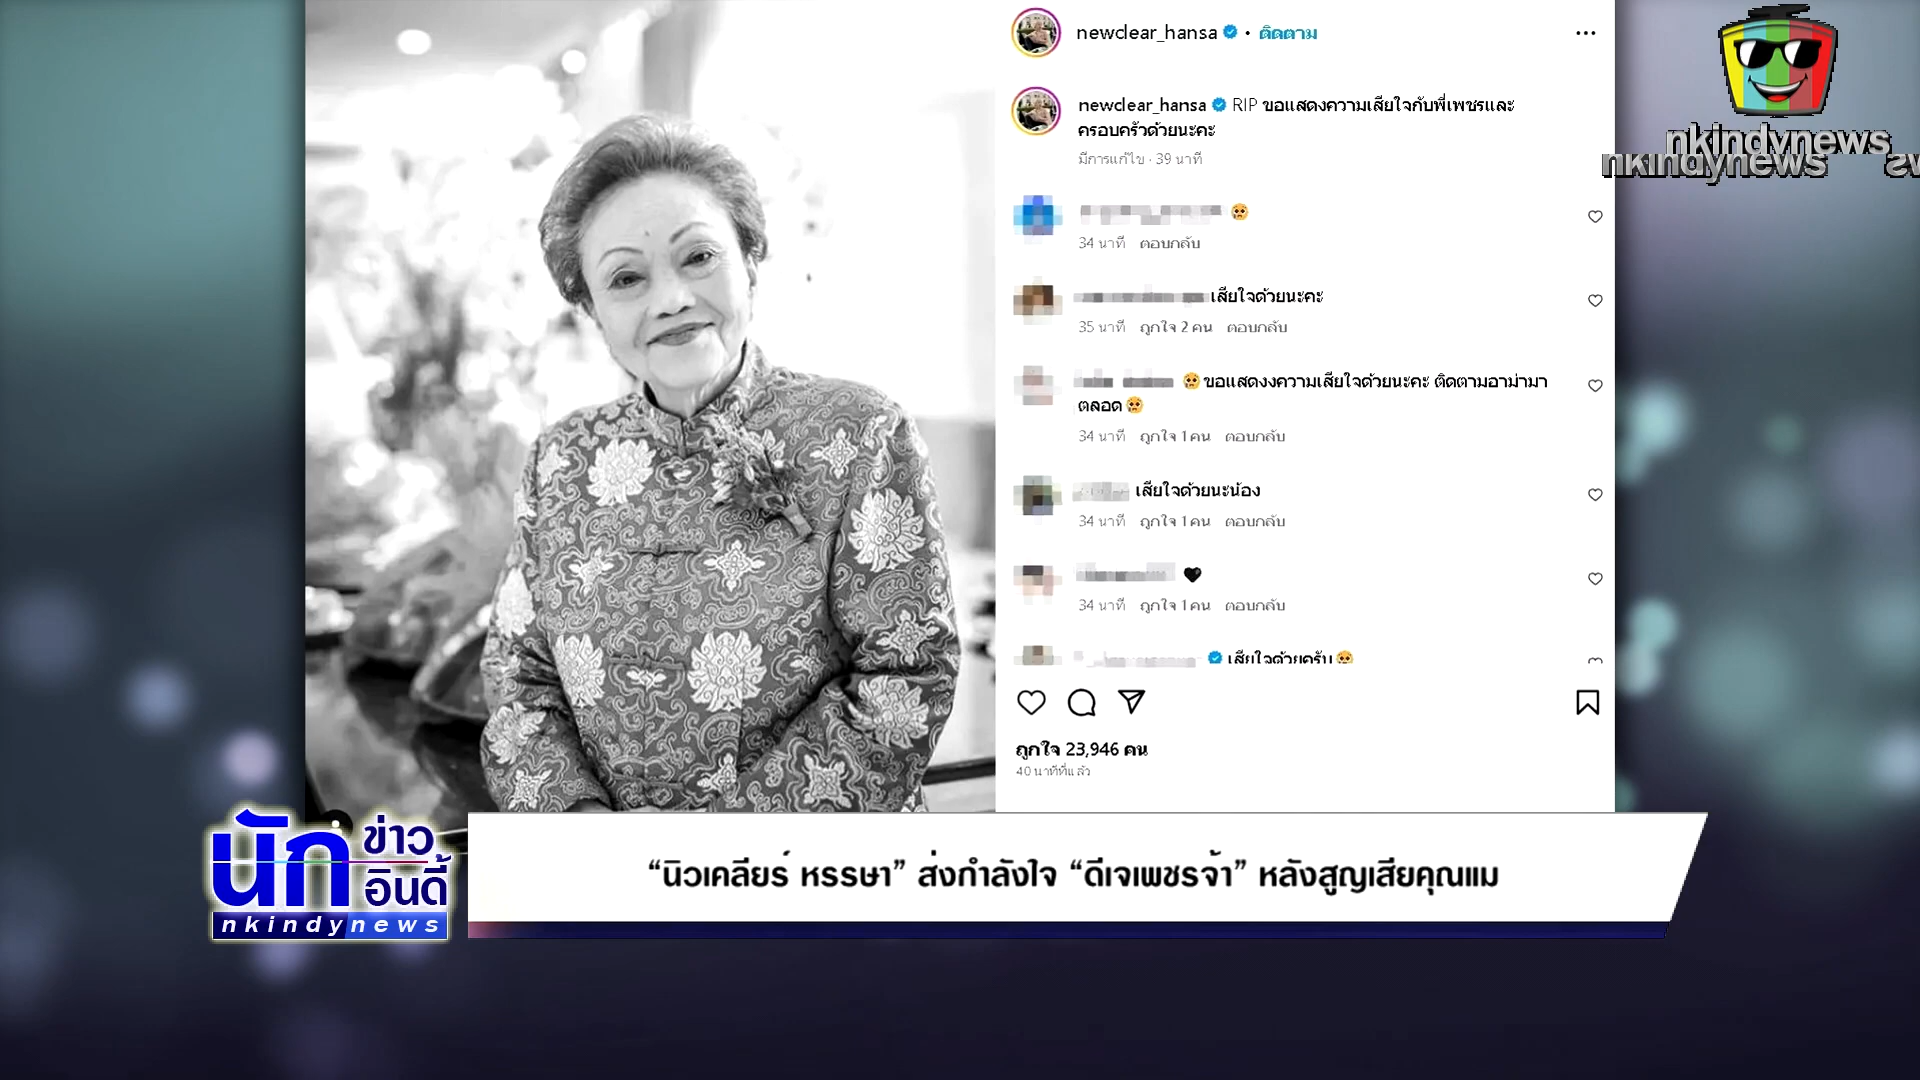 newclear_hansa • ติดตาม
newclear_hansa RIP ขอแสดงความเสียใจกับพี่เพชรและ
ครอบครัวด้วยนะคะ
มีการแก้ไข · 39 นาที
34 นาที ตอบกลับ
เสียใจด้วยนะคะ
35 นาที ถูกใจ 2 คน ตอบกลับ
ขอแสดงงความเสียใจด้วยนะคะ ติดตามอาม่ามา
ตลอด
34 นาที ถูกใจ 1 คน ตอบกลับ
เสียใจด้วยนะน้อง
34 นาที ถูกใจ 1 คน ตอบกลับ
34 นาที ถูกใจ 1 คน ตอบกลับ
เสียใจด้วยครับ
ถูกใจ 23,946 คน
40 นาทีที่แล้ว
nkindynews
nkindynews
นักข่าวอินดี้
nkindynews
“นิวเคลียร์ หรรษา” ส่งกำลังใจ “ดีเจเพชรจ้า” หลังสูญเสียคุณแม่